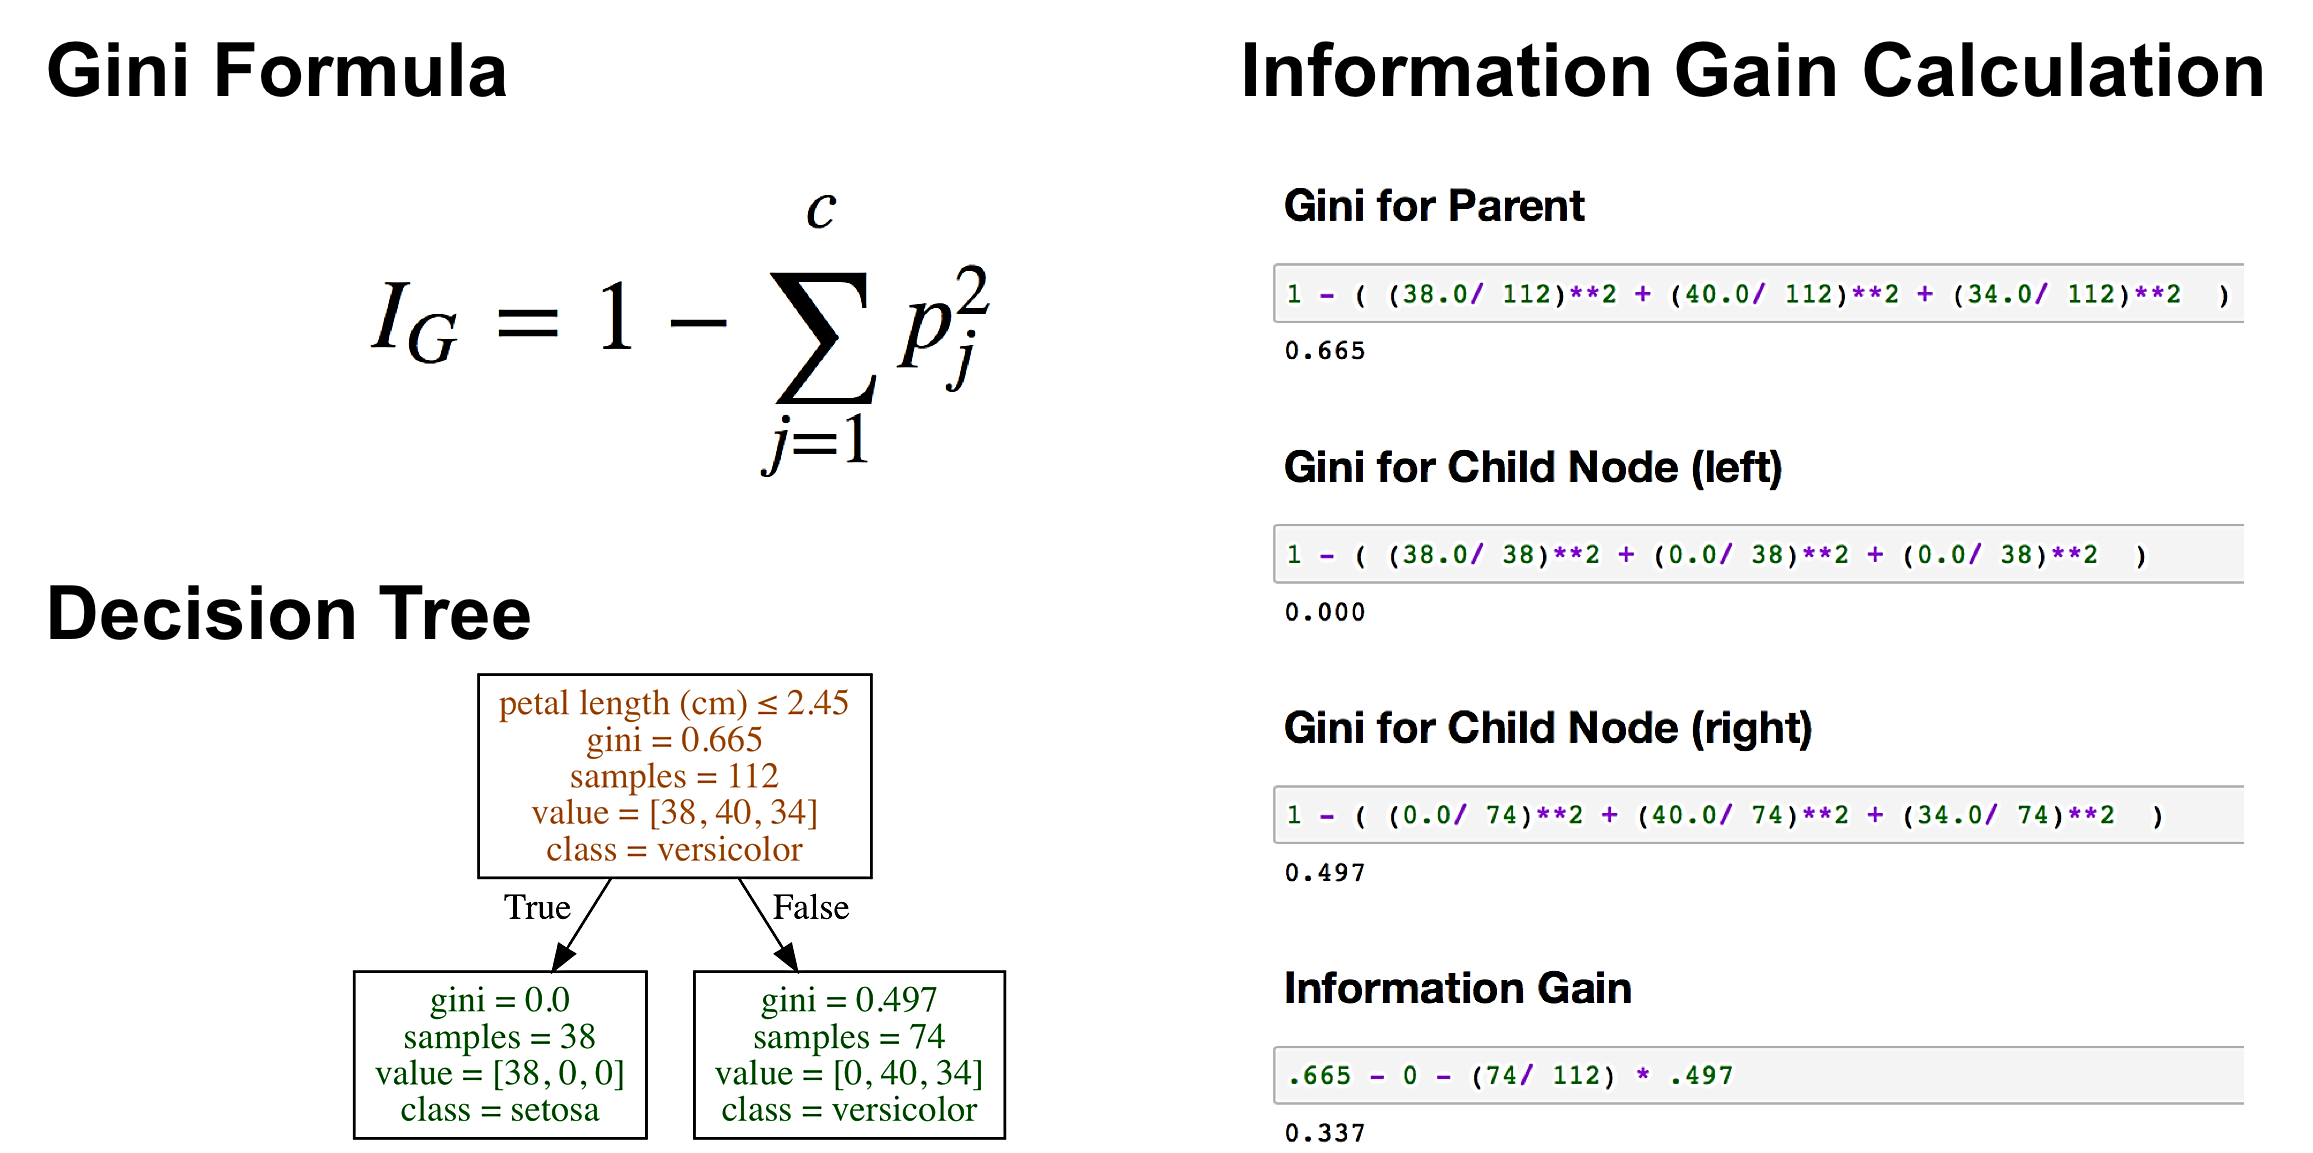 Gini Formula
I_G = 1 − ∑_{j=1}^{c} p_j^2
Decision Tree
petal length (cm) ≤ 2.45
gini = 0.665
samples = 112
value = [38, 40, 34]
class = versicolor
True
False
gini = 0.0
samples = 38
value = [38, 0, 0]
class = setosa
gini = 0.497
samples = 74
value = [0, 40, 34]
class = versicolor
Information Gain Calculation
Gini for Parent
1 - ( (38.0/ 112)**2 + (40.0/ 112)**2 + (34.0/ 112)**2  )
0.665
Gini for Child Node (left)
1 - ( (38.0/ 38)**2 + (0.0/ 38)**2 + (0.0/ 38)**2  )
0.000
Gini for Child Node (right)
1 - ( (0.0/ 74)**2 + (40.0/ 74)**2 + (34.0/ 74)**2  )
0.497
Information Gain
.665 - 0 - (74/ 112) * .497
0.337